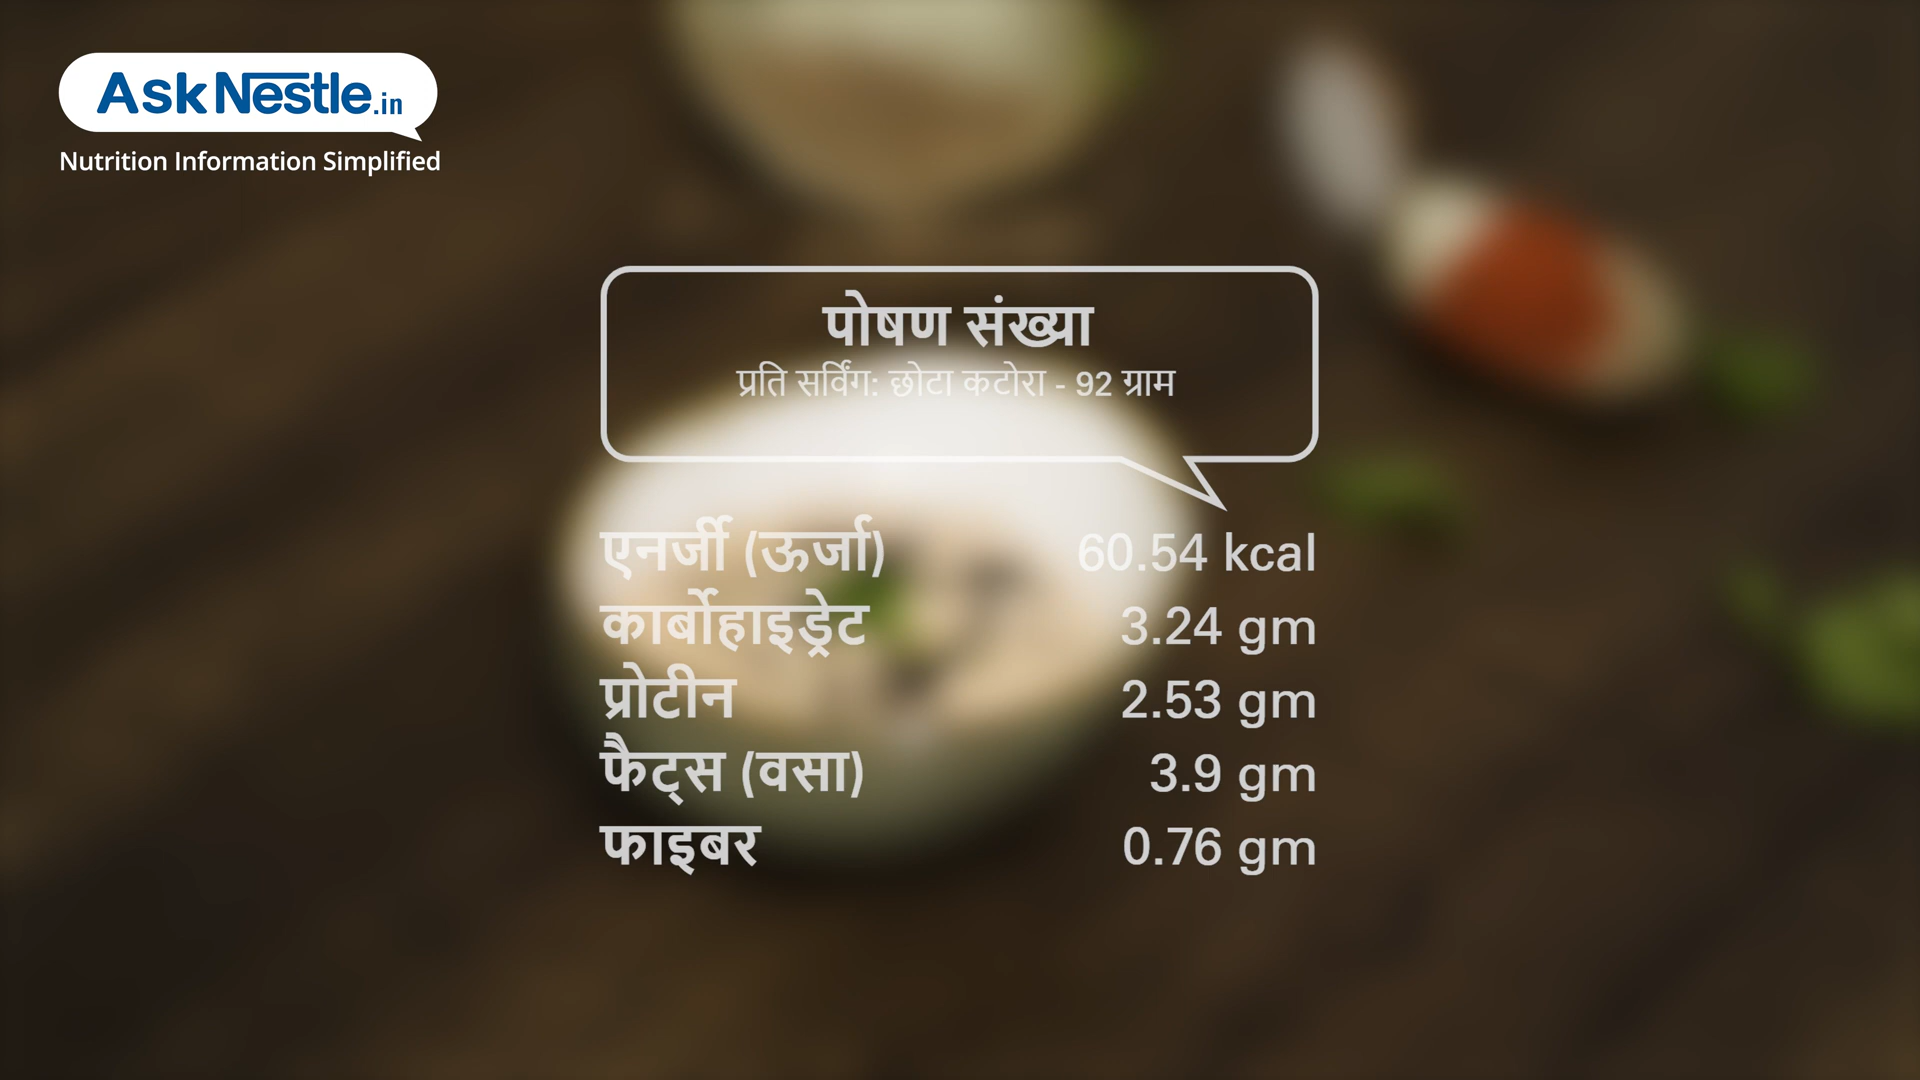 AskNestle.in
Nutrition Information Simplified
पोषण संख्या
प्रति सर्विंग: छोटा कटोरा - 92 ग्राम
एनर्जी (ऊर्जा) 60.54 kcal
कार्बोहाइड्रेट 3.24 gm
प्रोटीन 2.53 gm
फैट्स (वसा) 3.9 gm
फाइबर 0.76 gm